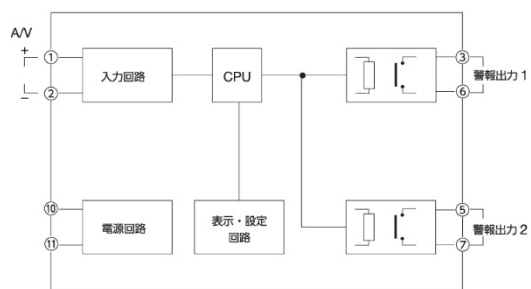 A/V
+
①
②
−
入力回路
CPU
③
⑥
警報出力 1
⑩
⑪
電源回路
表示・設定
回路
⑤
⑦
警報出力 2